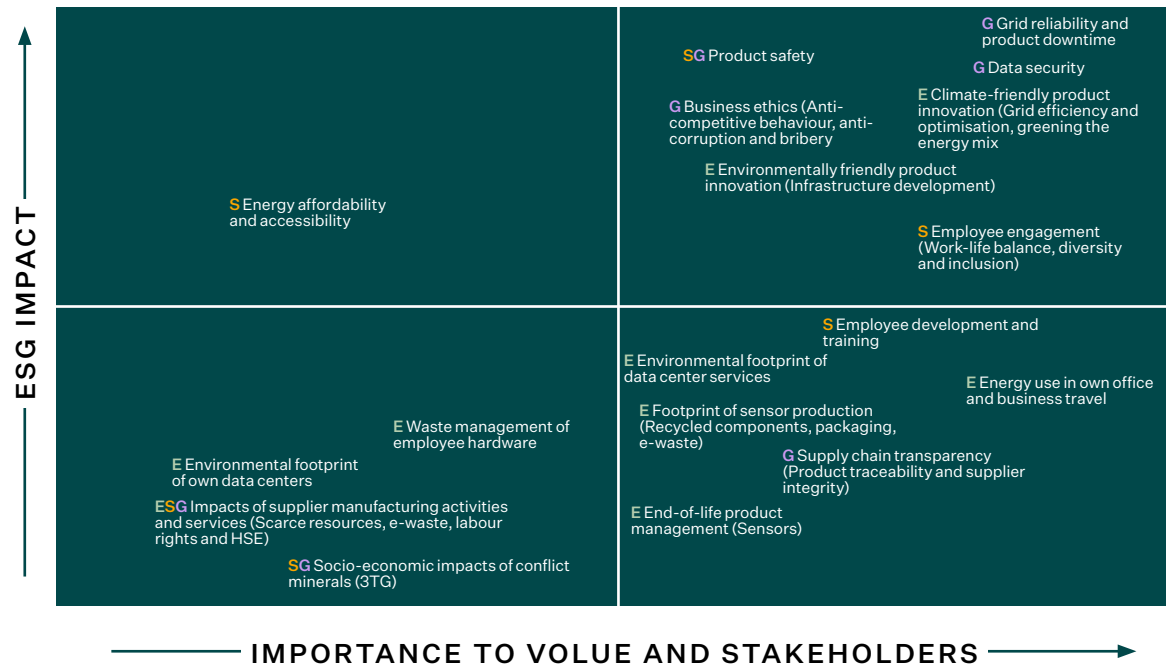 G Grid reliability and
product downtime
SG Product safety
G Data security
E Climate-friendly product
innovation (Grid efficiency and
optimisation, greening the
energy mix
G Business ethics (Anti-
competitive behaviour, anti-
corruption and bribery
E Environmentally friendly product
innovation (Infrastructure development)
S Energy affordability
and accessibility
S Employee engagement
(Work-life balance, diversity
and inclusion)
ESG IMPACT
S Employee development and
training
E Environmental footprint of
data center services
E Energy use in own office
and business travel
E Footprint of sensor production
(Recycled components, packaging,
e-waste)
E Waste management of
employee hardware
G Supply chain transparency
(Product traceability and supplier
integrity)
E Environmental footprint
of own data centers
ESG Impacts of supplier manufacturing activities
and services (Scarce resources, e-waste, labour
rights and HSE)
E End-of-life product
management (Sensors)
SG Socio-economic impacts of conflict
minerals (3TG)
IMPORTANCE TO VOLUE AND STAKEHOLDERS